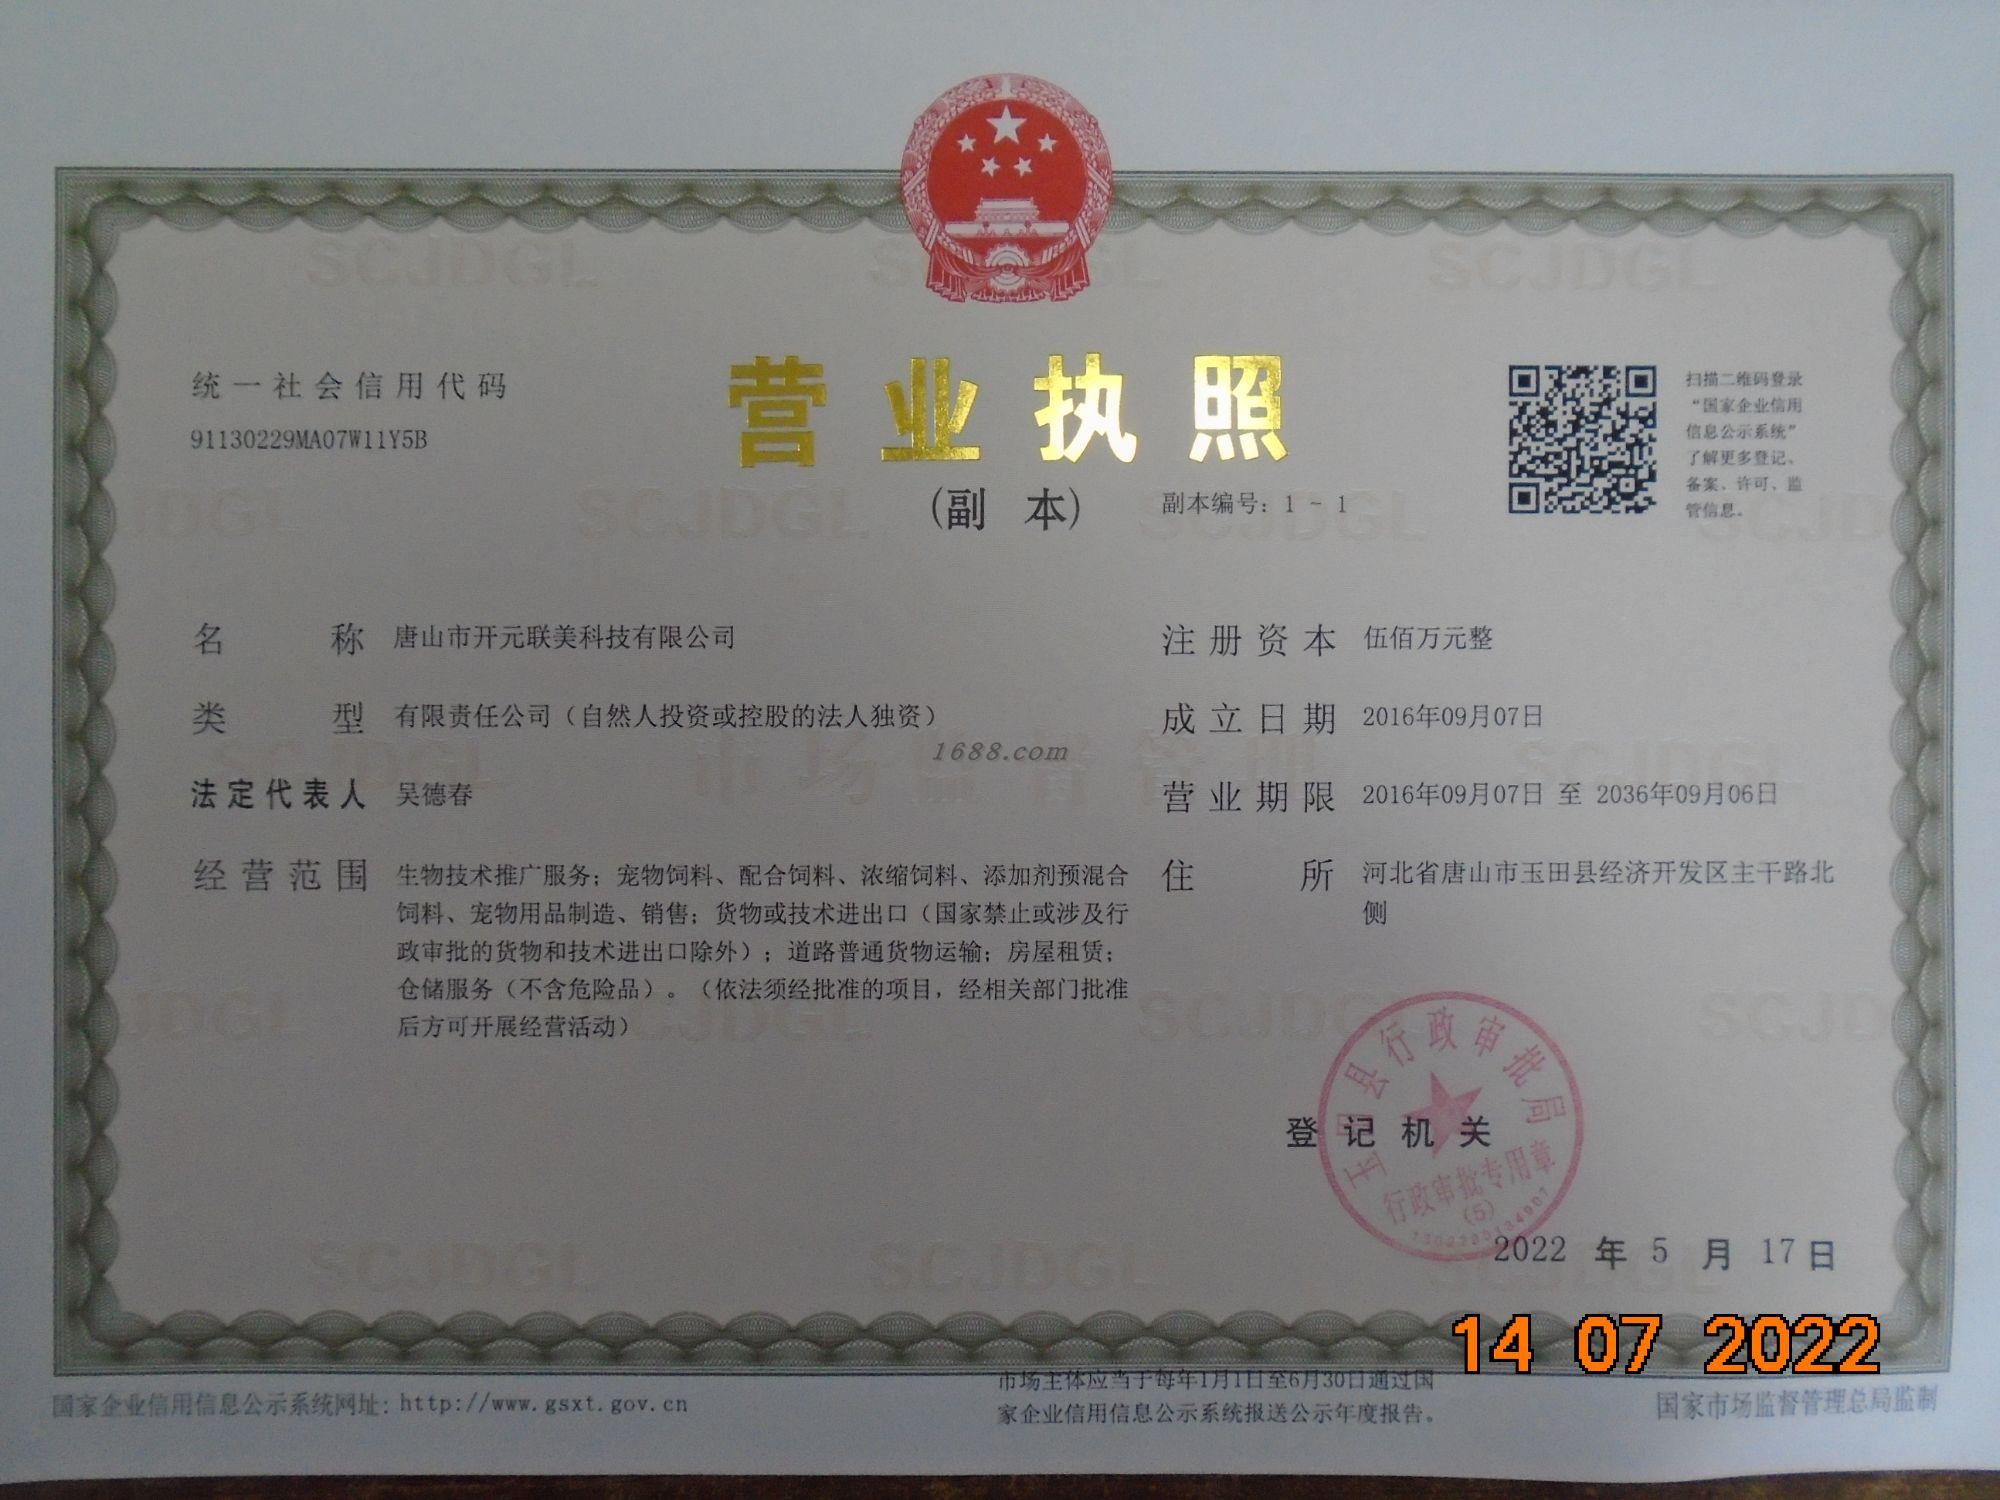 统一社会信用代码
91130229MA07W11Y5B
营业执照
(副 本)
副本编号：1 - 1
扫描二维码登录
“国家企业信用
信息公示系统”
了解更多登记、
备案、许可、监
管信息。
名称 唐山市开元联美科技有限公司
类型 有限责任公司（自然人投资或控股的法人独资）
法定代表人 吴德春
经营范围 生物技术推广服务；宠物饲料、配合饲料、浓缩饲料、添加剂预混合
饲料、宠物用品制造、销售；货物或技术进出口（国家禁止或涉及行
政审批的货物和技术进出口除外）；道路普通货物运输；房屋租赁；
仓储服务（不含危险品）。（依法须经批准的项目，经相关部门批准
后方可开展经营活动）
注册资本 伍佰万元整
成立日期 2016年09月07日
营业期限 2016年09月07日 至 2036年09月06日
住所 河北省唐山市玉田县经济开发区主干路北
侧
1688.com
登记机关
玉田县行政审批局
行政审批专用章
(5)
2022 年 5 月 17 日
14 07 2022
国家企业信用信息公示系统网址：http://www.gsxt.gov.cn
市场主体应当于每年1月1日至6月30日通过国
家企业信用信息公示系统报送公示年度报告。
国家市场监督管理总局监制
SCJDGL